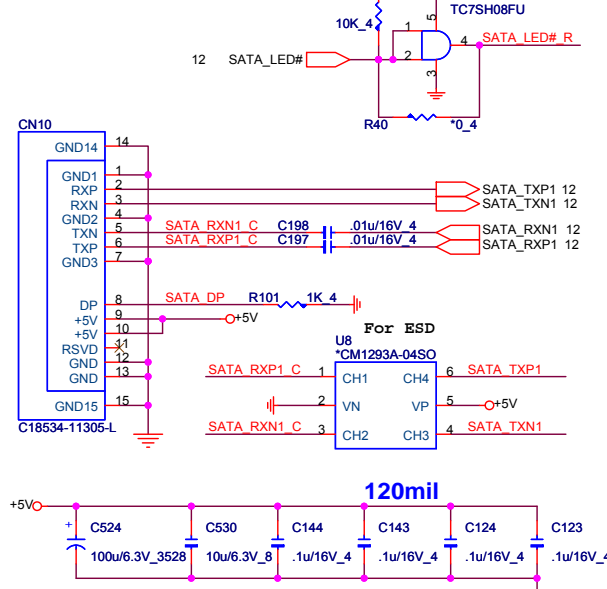 TC7SH08FU
10K_4
5
1
4
SATA_LED#_R
12 SATA_LED#
2
3
R40 *0_4
CN10
GND14 14
GND1 1
RXP 2 SATA_TXP1 12
RXN 3 SATA_TXN1 12
GND2 4
TXN 5 SATA_RXN1_C C198 .01u/16V_4 SATA_RXN1 12
TXP 6 SATA_RXP1_C C197 .01u/16V_4 SATA_RXP1 12
GND3 7
DP 8 SATA_DP R101 1K_4
+5V 9 +5V
+5V 10
RSVD 11
GND 12
GND 13
GND15 15
C18534-11305-L
For ESD
U8
*CM1293A-04SO
SATA_RXP1_C 1 CH1 CH4 6 SATA_TXP1
2 VN VP 5 +5V
SATA_RXN1_C 3 CH2 CH3 4 SATA_TXN1
120mil
+5V
+ C524 C530 C144 C143 C124 C123
100u/6.3V_3528 10u/6.3V_8 .1u/16V_4 .1u/16V_4 .1u/16V_4 .1u/16V_4